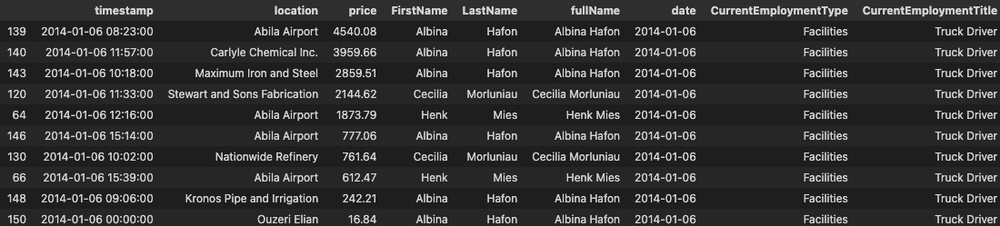 timestamp location price FirstName LastName fullName date CurrentEmploymentType CurrentEmploymentTitle
139 2014-01-06 08:23:00 Abila Airport 4540.08 Albina Hafon Albina Hafon 2014-01-06 Facilities Truck Driver
140 2014-01-06 11:57:00 Carlyle Chemical Inc. 3959.66 Albina Hafon Albina Hafon 2014-01-06 Facilities Truck Driver
143 2014-01-06 10:18:00 Maximum Iron and Steel 2859.51 Albina Hafon Albina Hafon 2014-01-06 Facilities Truck Driver
120 2014-01-06 11:33:00 Stewart and Sons Fabrication 2144.62 Cecilia Morluniau Cecilia Morluniau 2014-01-06 Facilities Truck Driver
64 2014-01-06 12:16:00 Abila Airport 1873.79 Henk Mies Henk Mies 2014-01-06 Facilities Truck Driver
146 2014-01-06 15:14:00 Abila Airport 777.06 Albina Hafon Albina Hafon 2014-01-06 Facilities Truck Driver
130 2014-01-06 10:02:00 Nationwide Refinery 761.64 Cecilia Morluniau Cecilia Morluniau 2014-01-06 Facilities Truck Driver
66 2014-01-06 15:39:00 Abila Airport 612.47 Henk Mies Henk Mies 2014-01-06 Facilities Truck Driver
148 2014-01-06 09:06:00 Kronos Pipe and Irrigation 242.21 Albina Hafon Albina Hafon 2014-01-06 Facilities Truck Driver
150 2014-01-06 00:00:00 Ouzeri Elian 16.84 Albina Hafon Albina Hafon 2014-01-06 Facilities Truck Driver